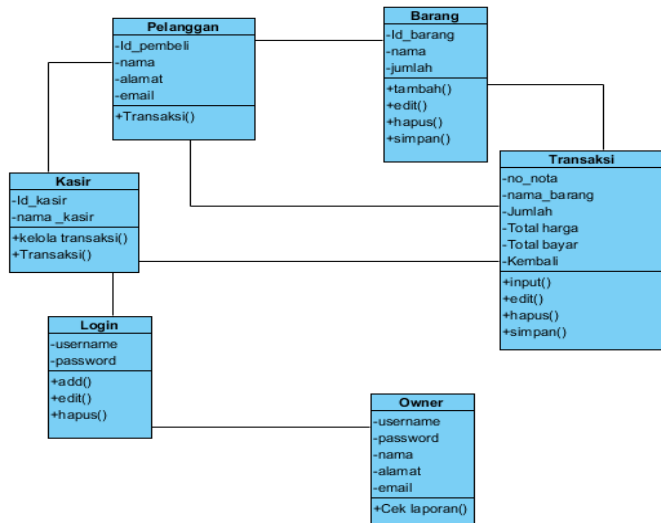 Pelanggan
-Id_pembeli
-nama
-alamat
-email
+Transaksi()
Barang
-Id_barang
-nama
-jumlah
+tambah()
+edit()
+hapus()
+simpan()
Kasir
-Id_kasir
-nama _kasir
+kelola transaksi()
+Transaksi()
Transaksi
-no_nota
-nama_barang
-Jumlah
-Total harga
-Total bayar
-Kembali
+input()
+edit()
+hapus()
+simpan()
Login
-username
-password
+add()
+edit()
+hapus()
Owner
-username
-password
-nama
-alamat
-email
+Cek laporan()